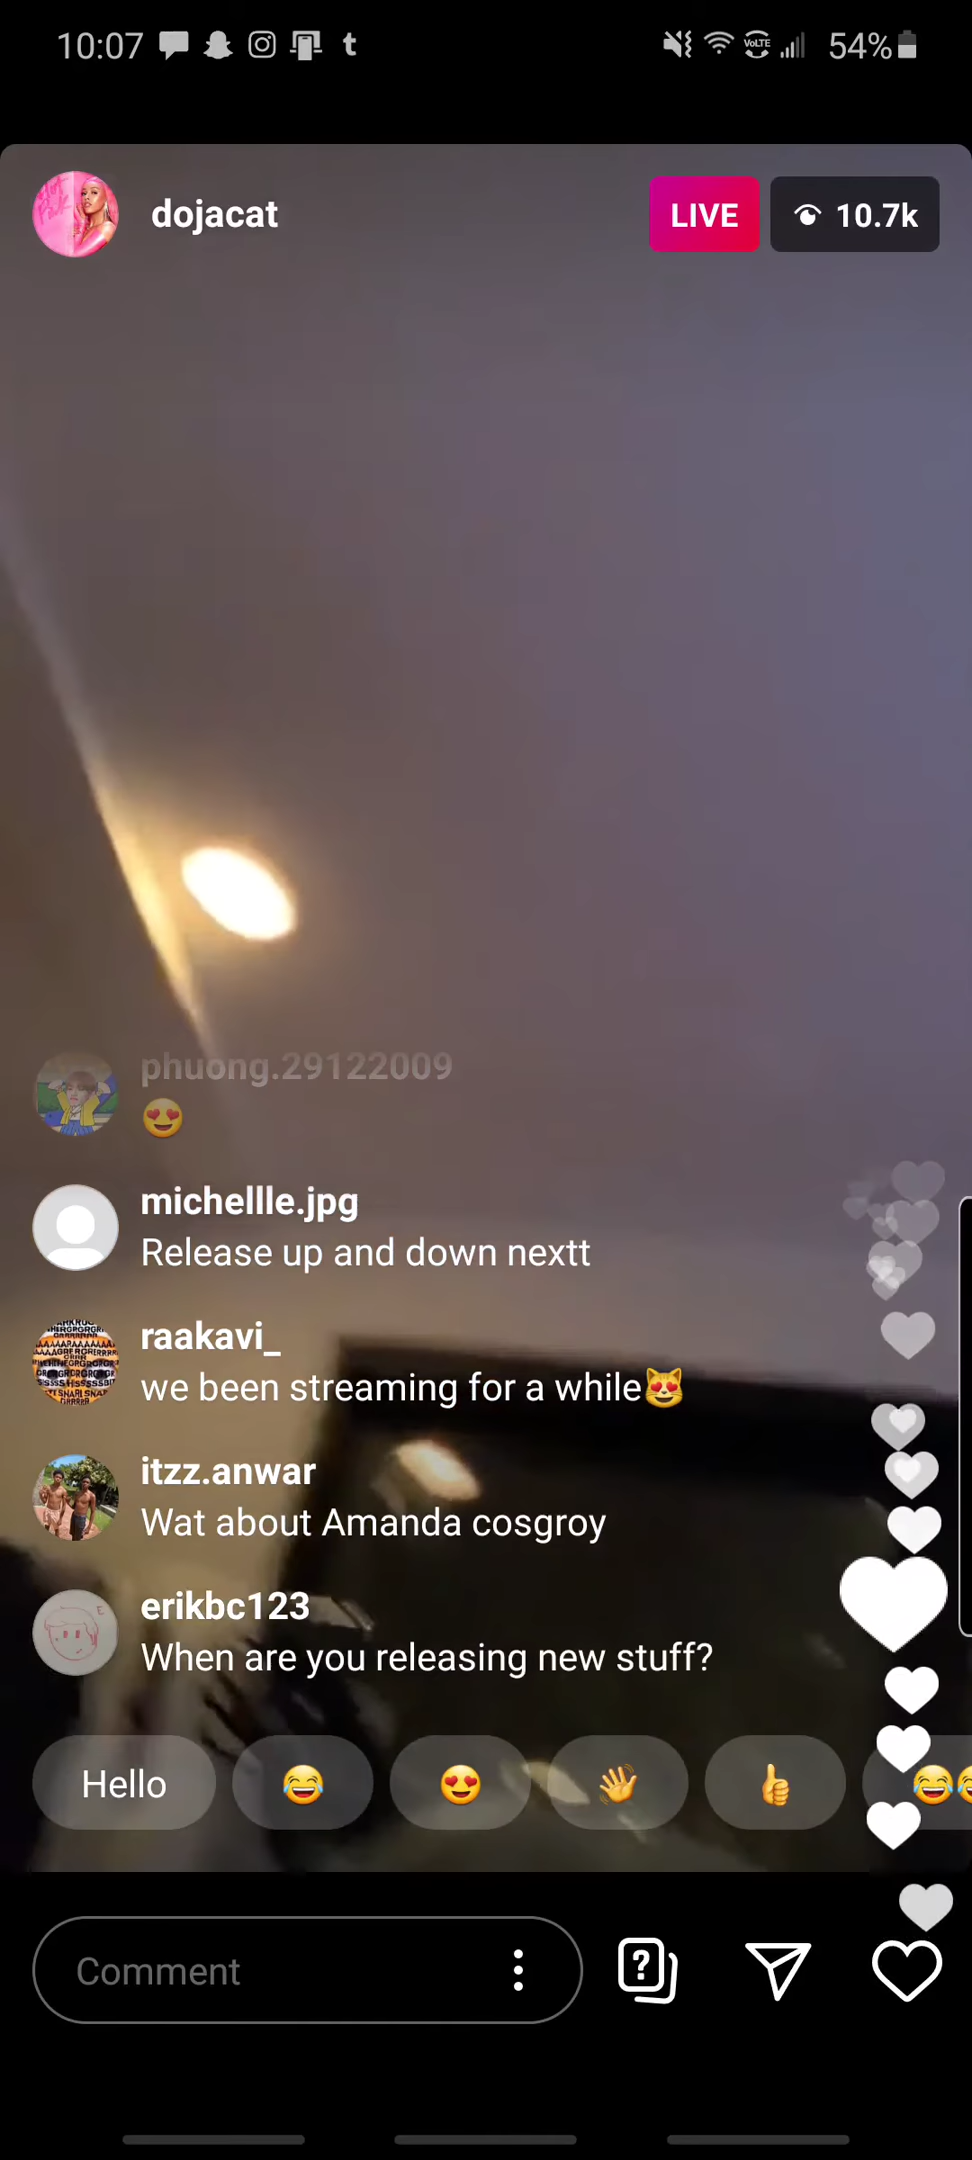 10:07
VoLTE
54%
dojacat
LIVE
10.7k
phuong.29122009
😍
michellle.jpg
Release up and down nextt
raakavi_
we been streaming for a while😻
itzz.anwar
Wat about Amanda cosgroy
erikbc123
When are you releasing new stuff?
Hello 😂 😍 👋 👍 😂
Comment